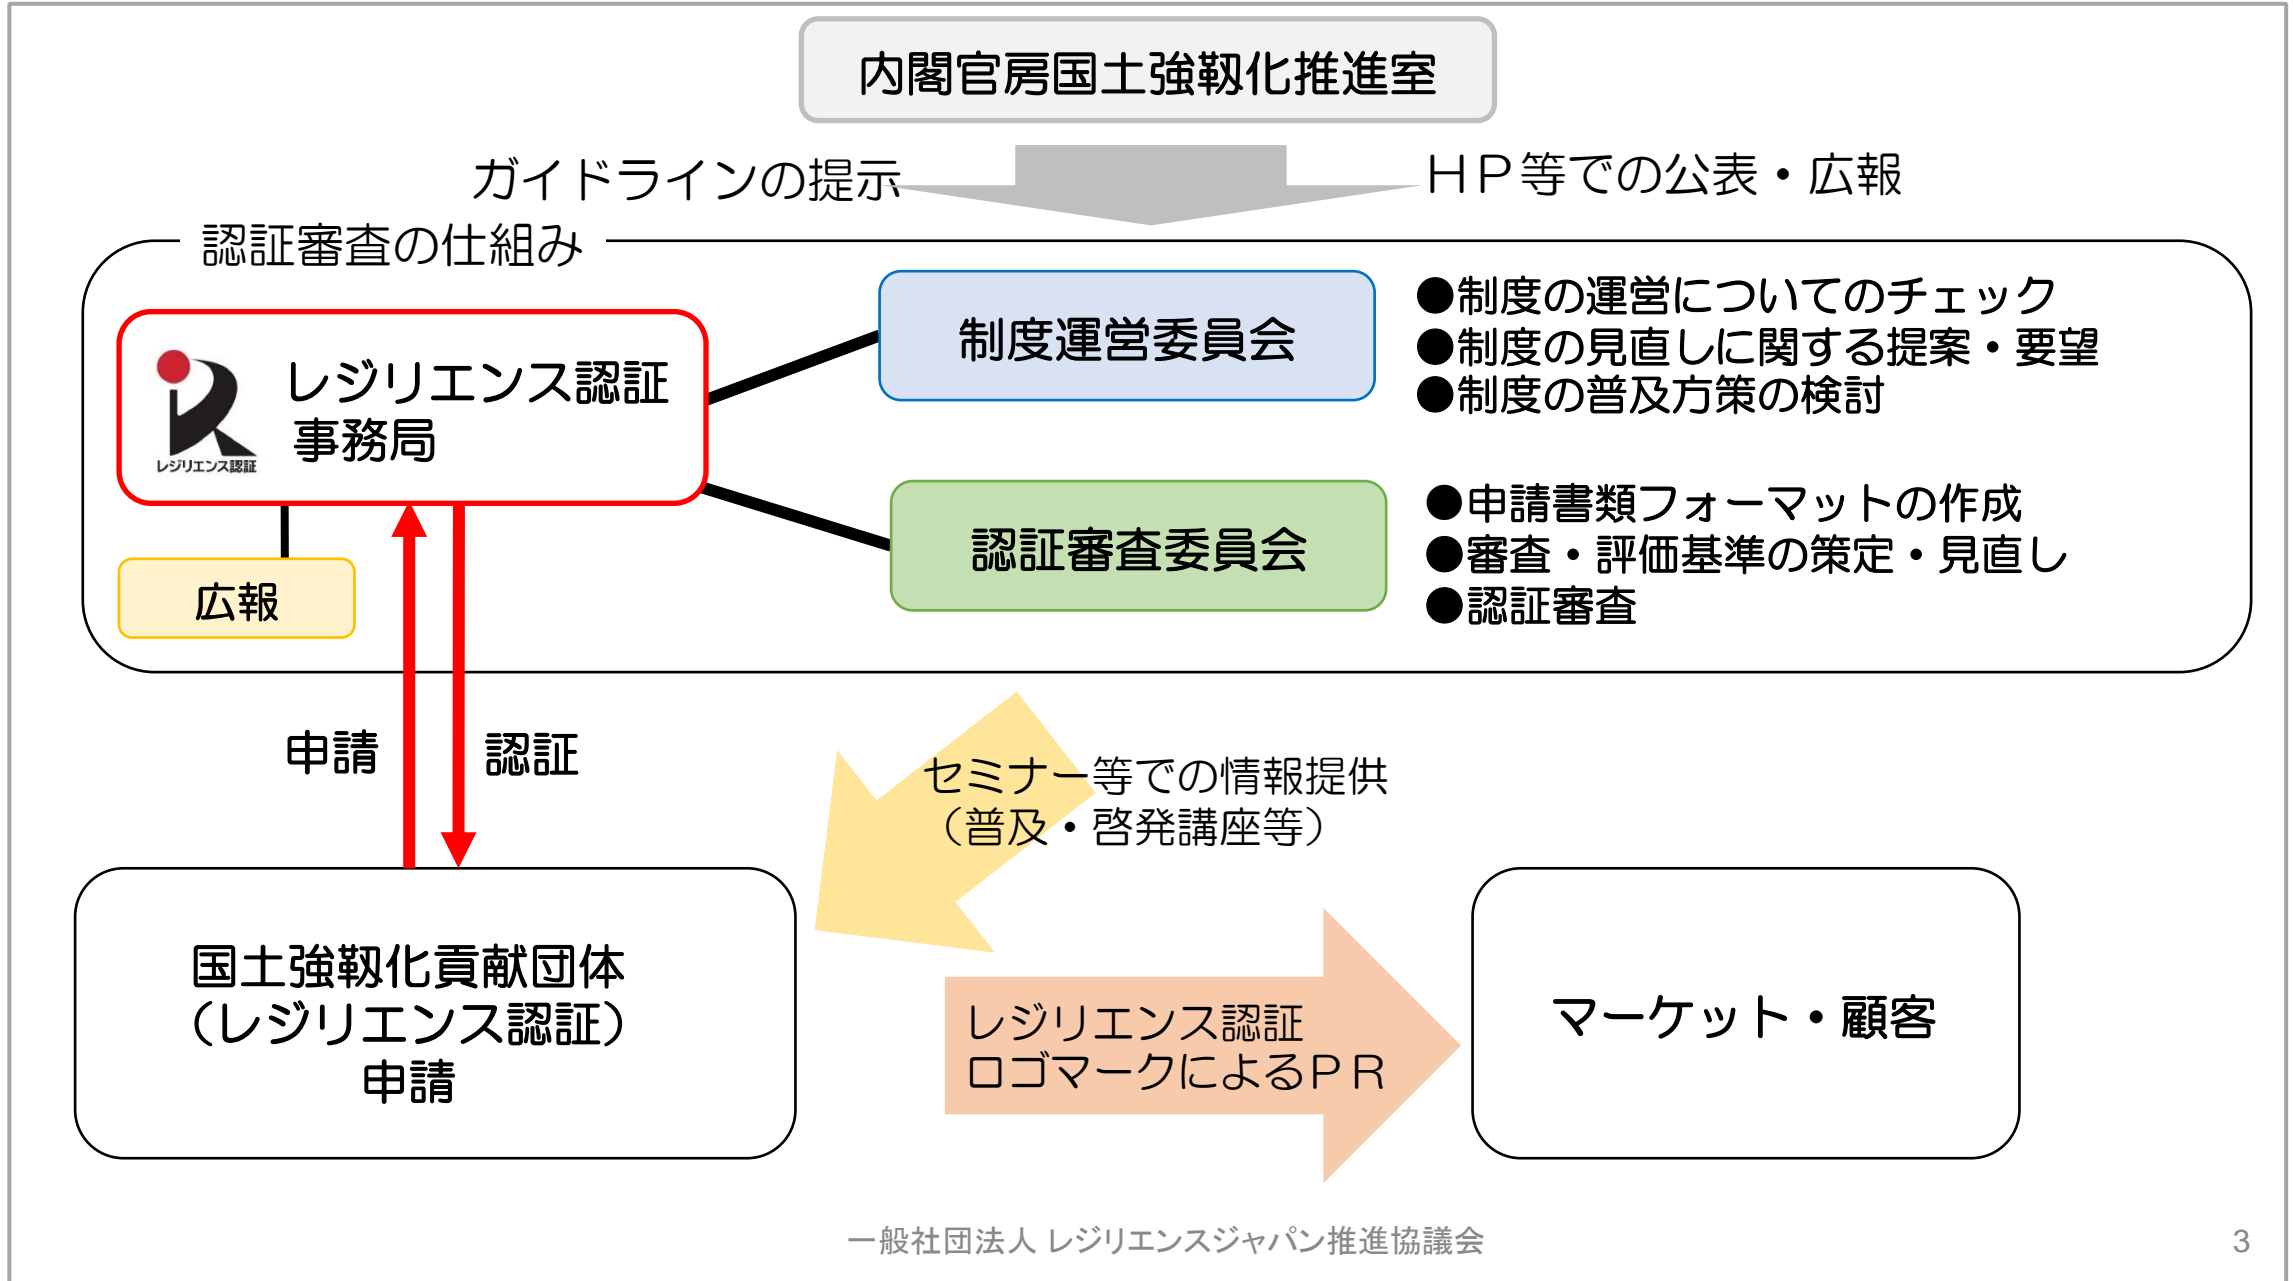 内閣官房国土強靱化推進室
ガイドラインの提示
ＨＰ等での公表・広報
認証審査の仕組み
レジリエンス認証
事務局
レジリエンス認証
制度運営委員会
●制度の運営についてのチェック
●制度の見直しに関する提案・要望
●制度の普及方策の検討
認証審査委員会
●申請書類フォーマットの作成
●審査・評価基準の策定・見直し
●認証審査
広報
申請
認証
セミナー等での情報提供
（普及・啓発講座等）
国土強靱化貢献団体
（レジリエンス認証）
申請
レジリエンス認証
ロゴマークによるＰＲ
マーケット・顧客
一般社団法人 レジリエンスジャパン推進協議会
3